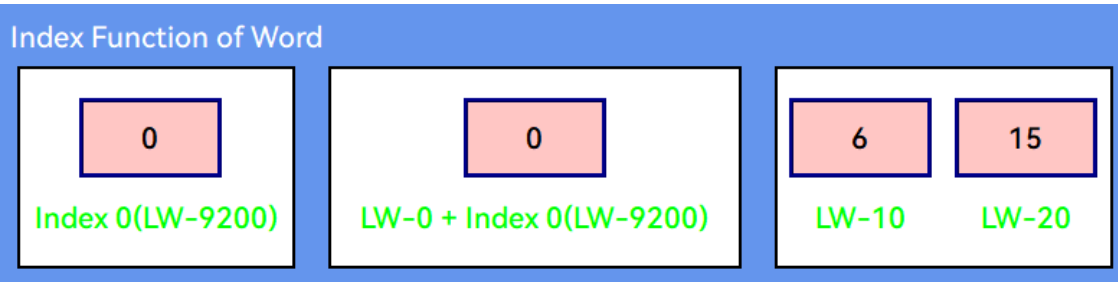 Index Function of Word
0
0
6
15
Index 0(LW-9200)
LW-0 + Index 0(LW-9200)
LW-10
LW-20